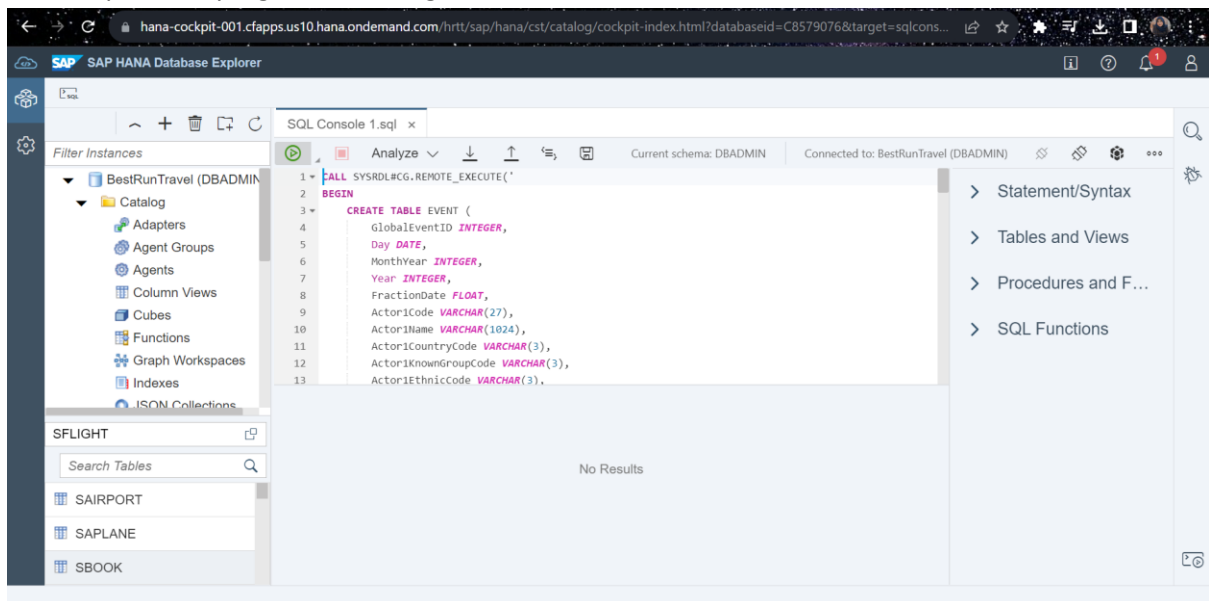 hana-cockpit-001.cfapps.us10.hana.ondemand.com/hrtt/sap/hana/cst/catalog/cockpit-index.html?databaseid=C8579076&target=sqlcons...
SAP SAP HANA Database Explorer
1
SQL
SQL Console 1.sql ×
Filter Instances
Analyze
Current schema: DBADMIN
Connected to: BestRunTravel (DBADMIN)
BestRunTravel (DBADMIN
Catalog
Adapters
Agent Groups
Agents
Column Views
Cubes
Functions
Graph Workspaces
Indexes
JSON Collections
1 CALL SYSRDL#CG.REMOTE_EXECUTE('
2 BEGIN
3 CREATE TABLE EVENT (
4 GlobalEventID INTEGER,
5 Day DATE,
6 MonthYear INTEGER,
7 Year INTEGER,
8 FractionDate FLOAT,
9 Actor1Code VARCHAR(27),
10 Actor1Name VARCHAR(1024),
11 Actor1CountryCode VARCHAR(3),
12 Actor1KnownGroupCode VARCHAR(3),
13 Actor1EthnicCode VARCHAR(3),
Statement/Syntax
Tables and Views
Procedures and F...
SQL Functions
SFLIGHT
Search Tables
SAIRPORT
SAPLANE
SBOOK
No Results